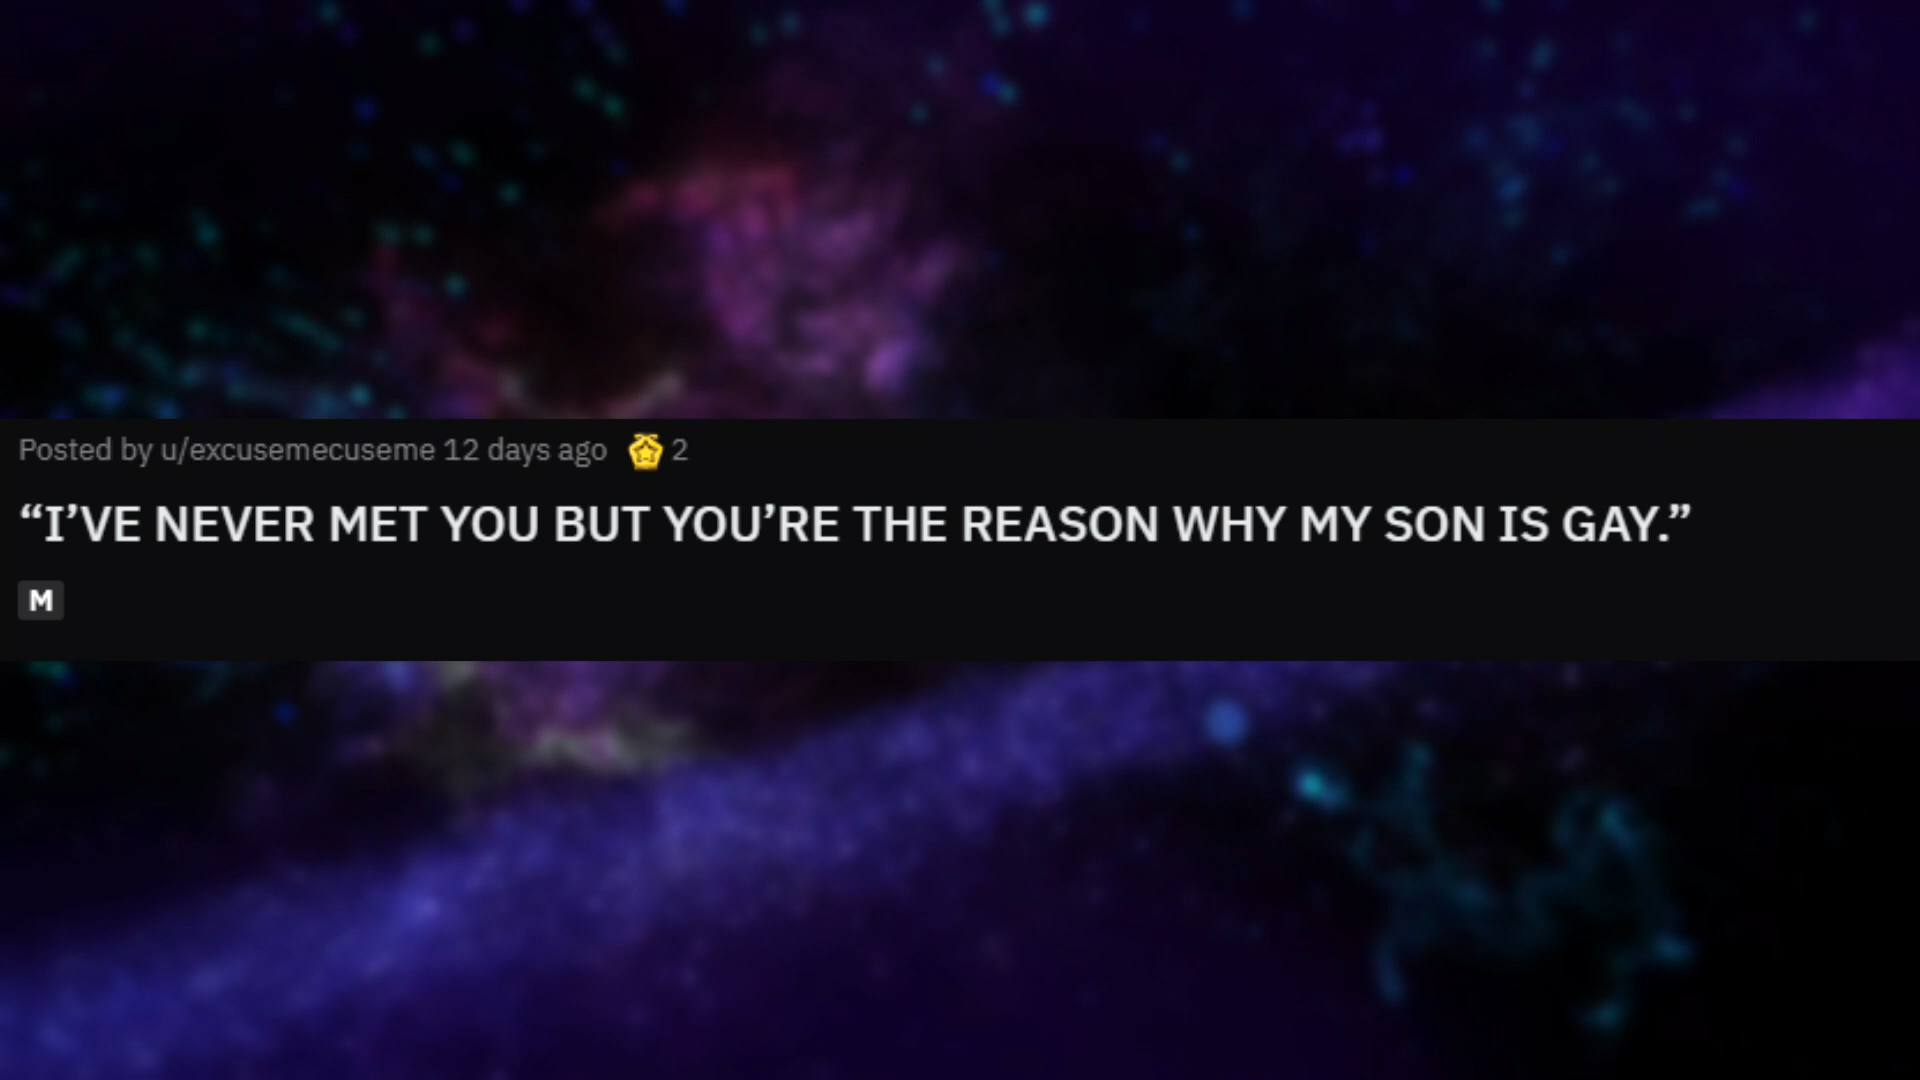 Posted by u/excusemecuseme 12 days ago 2
“I’VE NEVER MET YOU BUT YOU’RE THE REASON WHY MY SON IS GAY.”
M